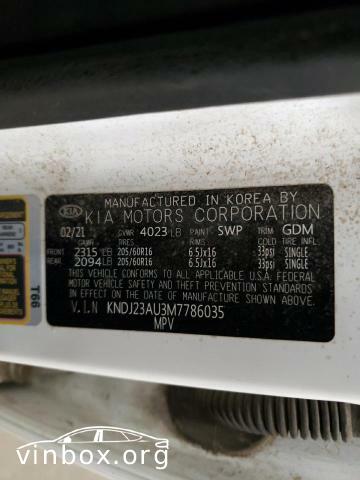 MANUFACTURED IN KOREA BY
KIA KIA MOTORS CORPORATION
02/21 GVWR 4023 LB PAINT SWP TRIM GDM
GAWR TIRES RIMS COLD TIRE INFL.
FRONT 2315 LB 205/60R16 6.5Jx16 33psi SINGLE
REAR 2094 LB 205/60R16 6.5Jx16 33psi SINGLE
THIS VEHICLE CONFORMS TO ALL APPLICABLE U.S.A. FEDERAL
MOTOR VEHICLE SAFETY AND THEFT PREVENTION
STANDARDS IN EFFECT ON THE DATE OF MANUFACTURE
SHOWN ABOVE.
V.I.N KNDJ23AU3M7786035
MPV
T66
vinbox.org